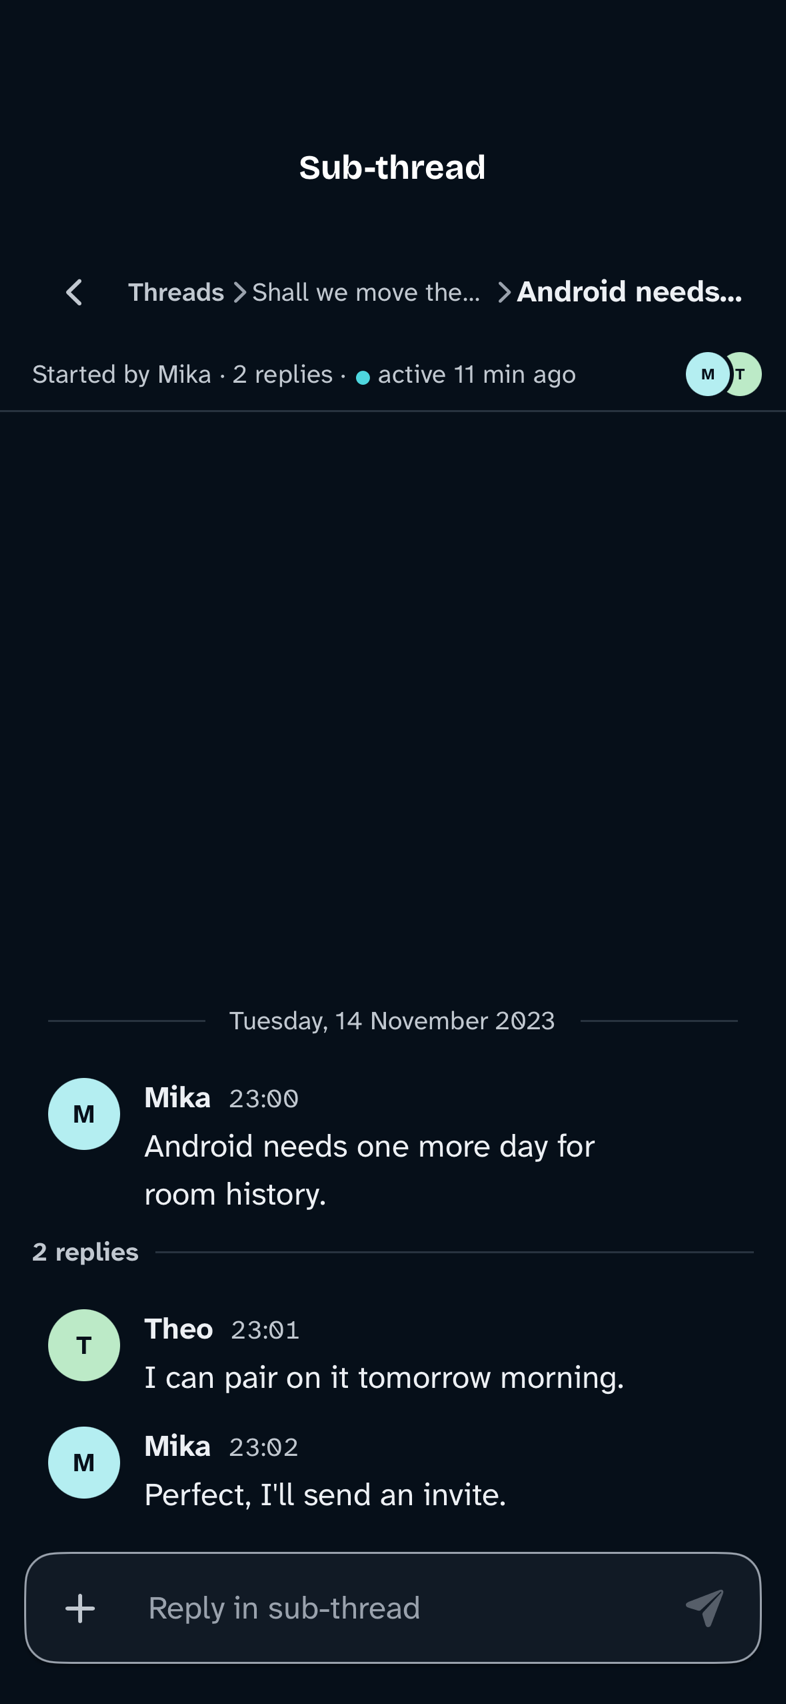 Sub-thread
Threads Shall we move the... Android needs...
Started by Mika · 2 replies · active 11 min ago M T
Tuesday, 14 November 2023
M Mika 23:00
Android needs one more day for
room history.
2 replies
T Theo 23:01
I can pair on it tomorrow morning.
M Mika 23:02
Perfect, I'll send an invite.
Reply in sub-thread